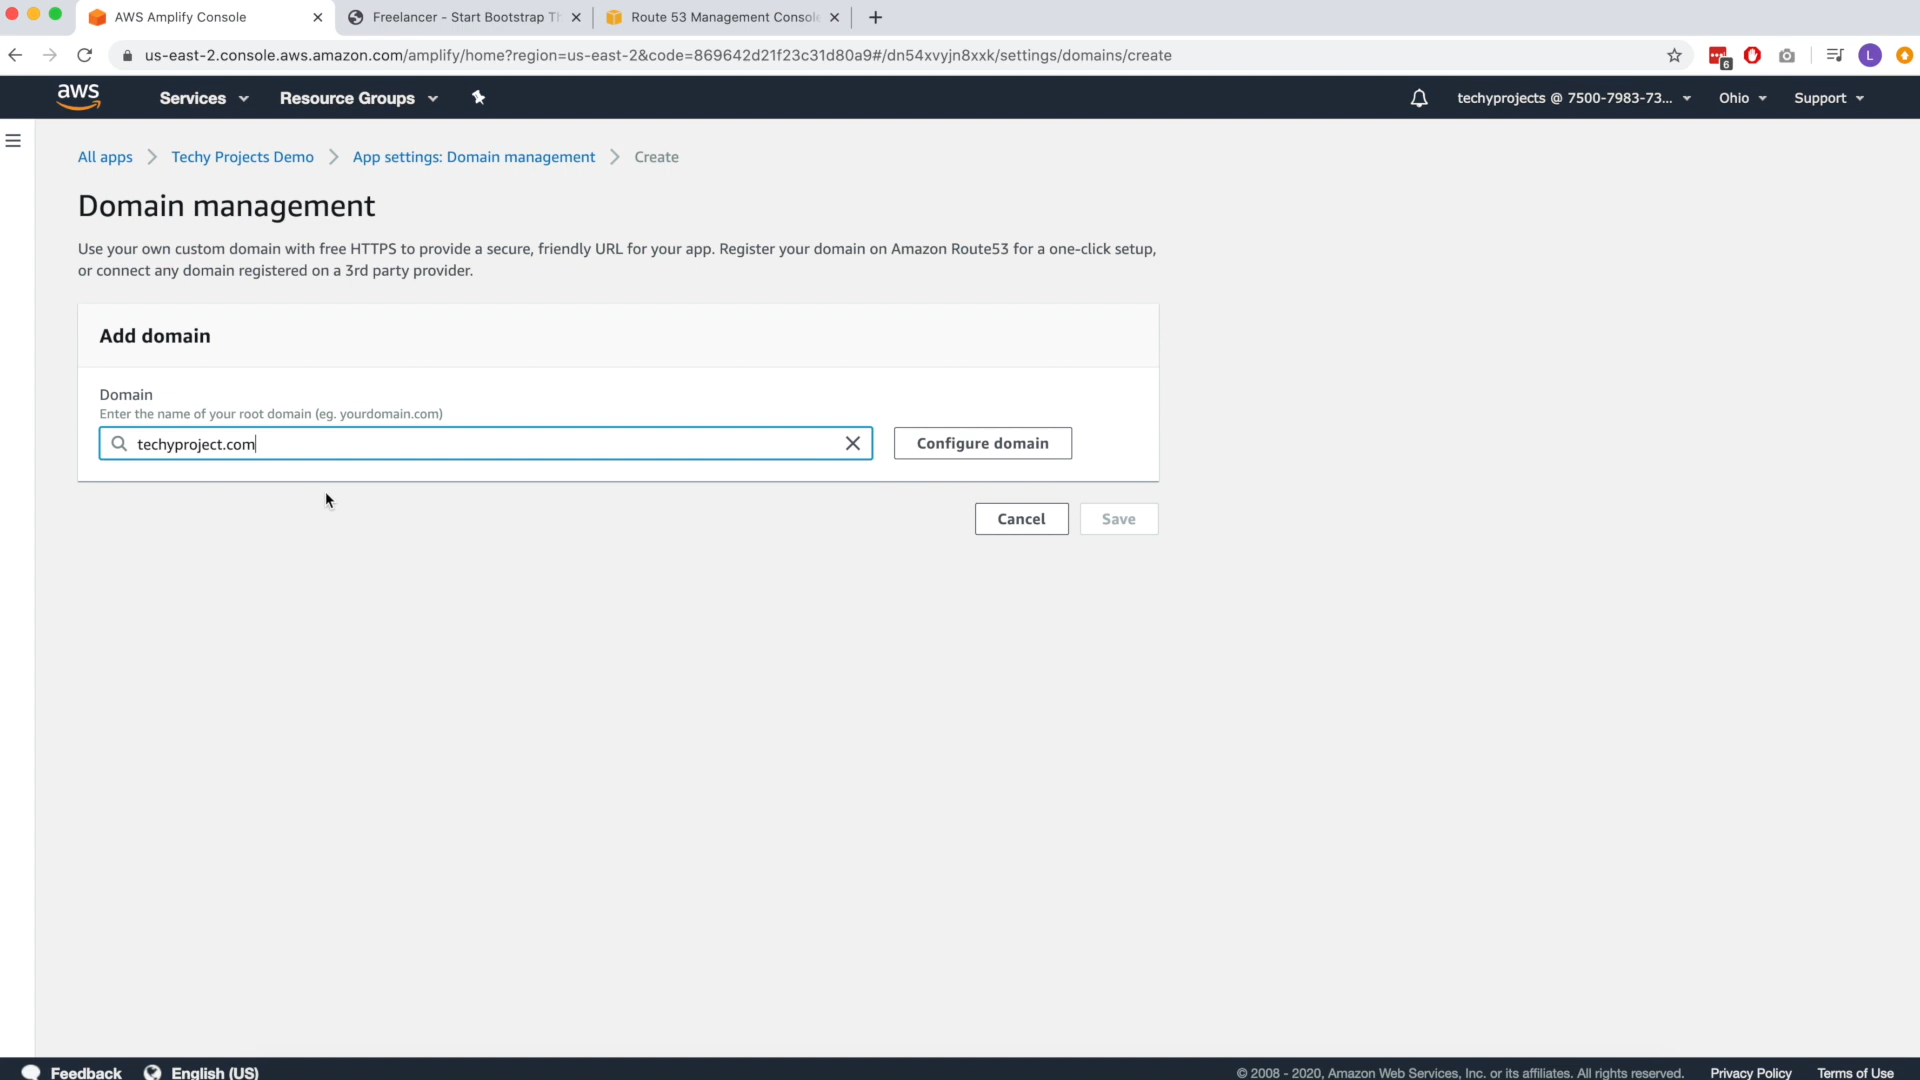 AWS Amplify Console
Freelancer - Start Bootstrap Th
Route 53 Management Console
us-east-2.console.aws.amazon.com/amplify/home?region=us-east-2&code=869642d21f23c31d80a9#/dn54xvyjn8xxk/settings/domains/create
6
L
aws
Services
Resource Groups
techyprojects @ 7500-7983-73...
Ohio
Support
All apps > Techy Projects Demo > App settings: Domain management > Create
Domain management
Use your own custom domain with free HTTPS to provide a secure, friendly URL for your app. Register your domain on Amazon Route53 for a one-click setup,
or connect any domain registered on a 3rd party provider.
Add domain
Domain
Enter the name of your root domain (eg. yourdomain.com)
techyproject.com
Configure domain
Cancel
Save
Feedback
English (US)
© 2008 - 2020, Amazon Web Services, Inc. or its affiliates. All rights reserved.
Privacy Policy
Terms of Use